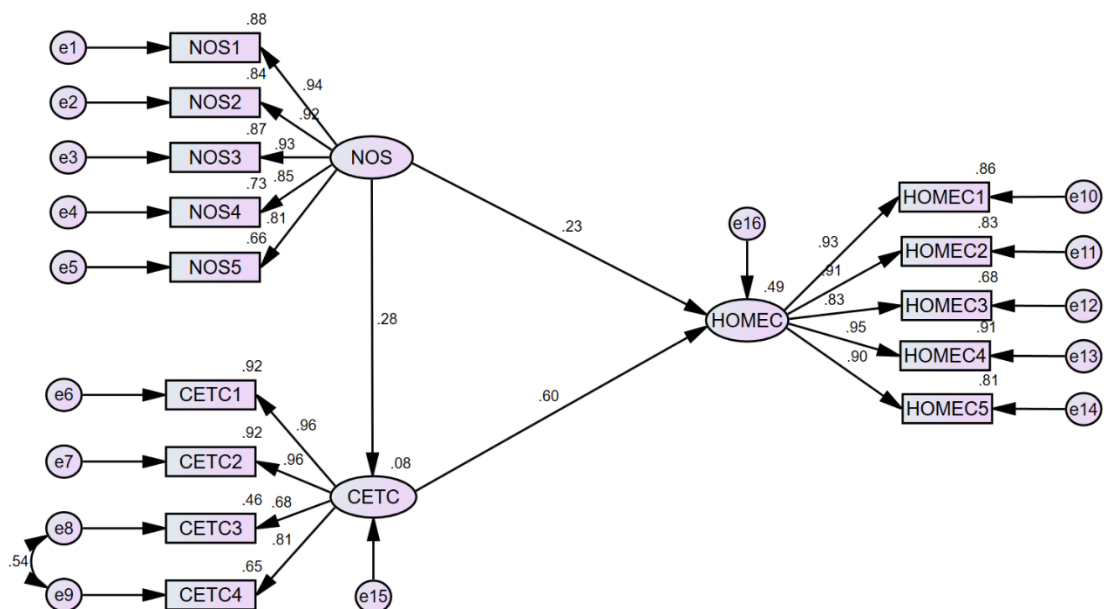 .88
e1 NOS1
.94
.84
e2 NOS2
.92
.87
e3 NOS3 .93 NOS
.73 .85
e4 NOS4
.81
.66
e5 NOS5
.23
.28
e16
.49
HOMEC
.86
HOMEC1 e10
.93
.83
.91 HOMEC2 e11
.68
.83 HOMEC3 e12
.95 .91
HOMEC4 e13
.90
.81
HOMEC5 e14
.60
.92
e6 CETC1
.96
.92
e7 CETC2 .96
.08
CETC
.46 .68
e8 CETC3
.81
.54
.65
e9 CETC4
e15